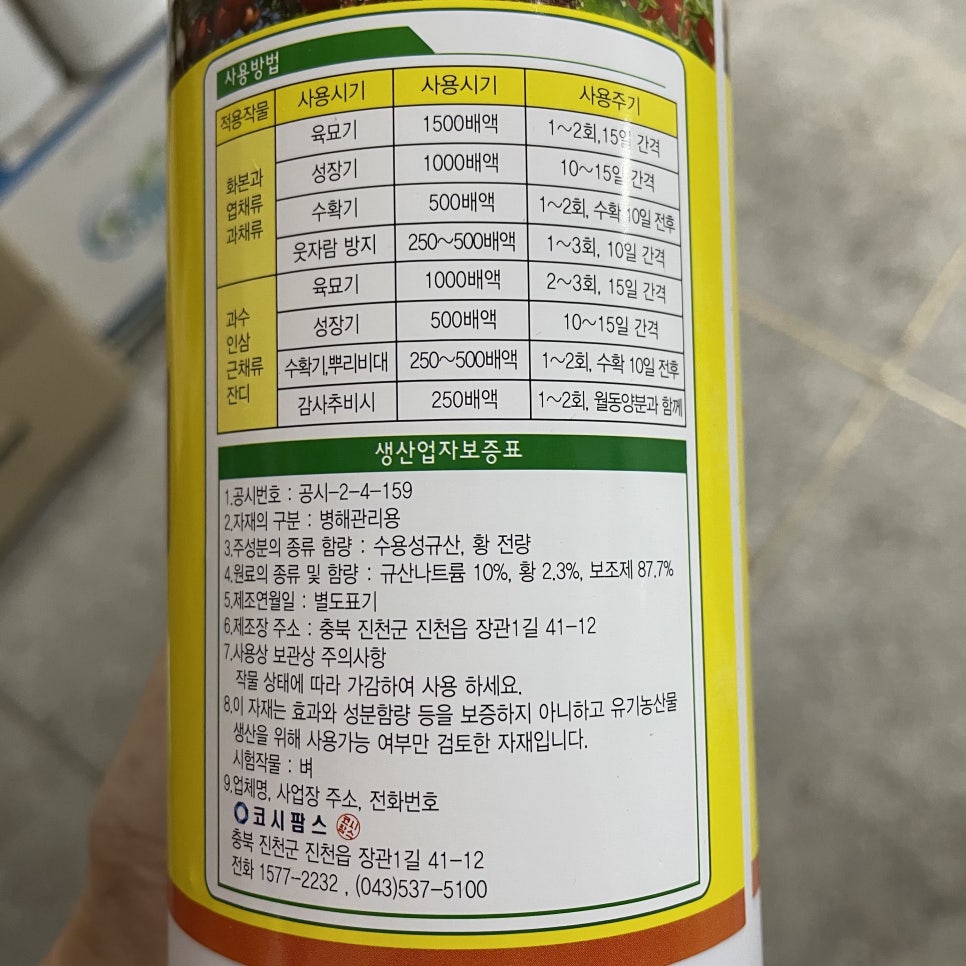 사용방법
적용작물 사용시기 사용시기 사용주기
화본과 엽채류 과채류
육묘기 1500배액 1~2회,15일 간격
성장기 1000배액 10~15일 간격
수확기 500배액 1~2회, 수확 10일 전후
웃자람 방지 250~500배액 1~3회, 10일 간격
과수 인삼 근채류 잔디
육묘기 1000배액 2~3회, 15일 간격
성장기 500배액 10~15일 간격
수확기,뿌리비대 250~500배액 1~2회, 수확 10일 전후
감사추비시 250배액 1~2회, 월동양분과 함께
생산업자보증표
1.공시번호 : 공시-2-4-159
2.자재의 구분 : 병해관리용
3.주성분의 종류 함량 : 수용성규산, 황 전량
4.원료의 종류 및 함량 : 규산나트륨 10%, 황 2.3%, 보조제 87.7%
5.제조연월일 : 별도표기
6.제조장 주소 : 충북 진천군 진천읍 장관1길 41-12
7.사용상 보관상 주의사항
작물 상태에 따라 가감하여 사용 하세요.
8.이 자재는 효과와 성분함량 등을 보증하지 아니하고 유기농산물
생산을 위해 사용가능 여부만 검토한 자재입니다.
시험작물 : 벼
9.업체명, 사업장 주소, 전화번호
코시팜스
충북 진천군 진천읍 장관1길 41-12
전화 1577-2232 , (043)537-5100